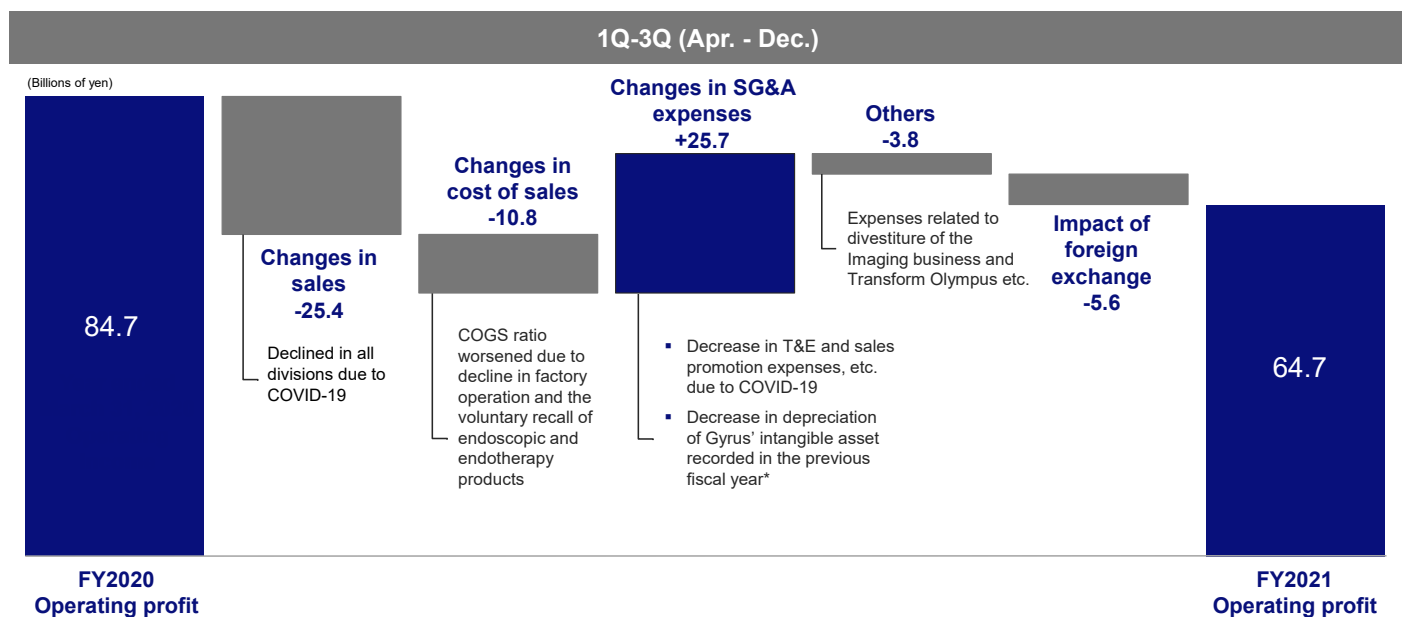 1Q-3Q (Apr. - Dec.)
(Billions of yen)
84.7
FY2020
Operating profit
Changes in
sales
-25.4
Declined in all
divisions due to
COVID-19
Changes in
cost of sales
-10.8
COGS ratio
worsened due to
decline in factory
operation and the
voluntary recall of
endoscopic and
endotherapy
products
Changes in SG&A
expenses
+25.7
▪ Decrease in T&E and sales
promotion expenses, etc.
due to COVID-19
▪ Decrease in depreciation
of Gyrus’ intangible asset
recorded in the previous
fiscal year*
Others
-3.8
Expenses related to
divestiture of the
Imaging business and
Transform Olympus etc.
Impact of
foreign
exchange
-5.6
64.7
FY2021
Operating profit